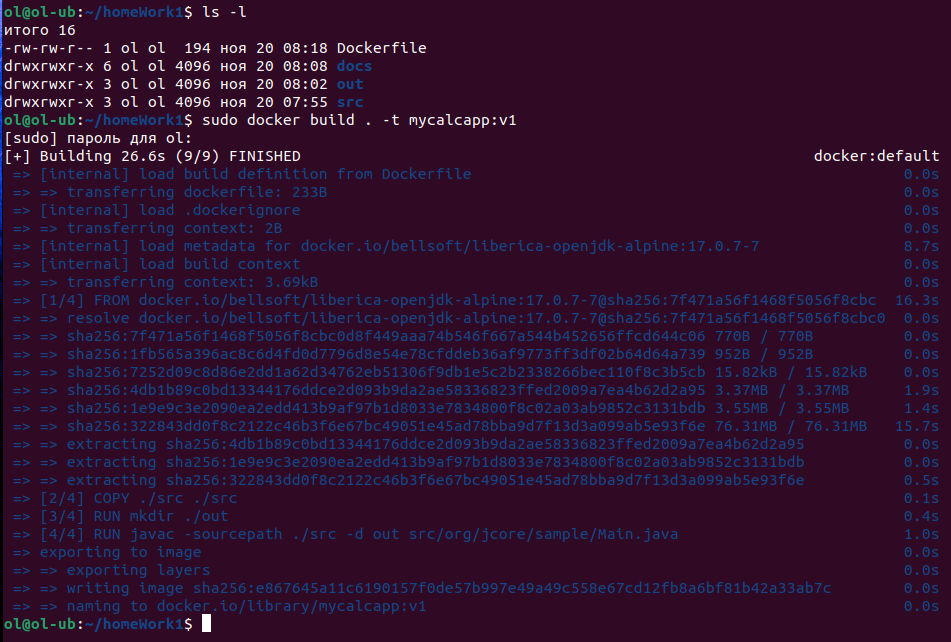 ol@ol-ub:~/homeWork1$ ls -l
итого 16
-rw-rw-r-- 1 ol ol  194 ноя 20 08:18 Dockerfile
drwxrwxr-x 6 ol ol 4096 ноя 20 08:08 docs
drwxrwxr-x 3 ol ol 4096 ноя 20 08:02 out
drwxrwxr-x 3 ol ol 4096 ноя 20 07:55 src
ol@ol-ub:~/homeWork1$ sudo docker build . -t mycalcapp:v1
[sudo] пароль для ol:
[+] Building 26.6s (9/9) FINISHED docker:default
=> [internal] load build definition from Dockerfile 0.0s
=> => transferring dockerfile: 233B 0.0s
=> [internal] load .dockerignore 0.0s
=> => transferring context: 2B 0.0s
=> [internal] load metadata for docker.io/bellsoft/liberica-openjdk-alpine:17.0.7-7 8.7s
=> [internal] load build context 0.0s
=> => transferring context: 3.69kB 0.0s
=> [1/4] FROM docker.io/bellsoft/liberica-openjdk-alpine:17.0.7-7@sha256:7f471a56f1468f5056f8cbc 16.3s
=> => resolve docker.io/bellsoft/liberica-openjdk-alpine:17.0.7-7@sha256:7f471a56f1468f5056f8cbc0 0.0s
=> => sha256:7f471a56f1468f5056f8cbc0d8f449aaa74b546f667a544b452656ffcd644c06 770B / 770B 0.0s
=> => sha256:1fb565a396ac8c6d4fd0d7796d8e54e78cfddeb36af9773ff3df02b64d64a739 952B / 952B 0.0s
=> => sha256:7252d09c8d86e2dd1a62d34762eb51306f9db1e5c2b2338266bec110f8c3b5cb 15.82kB / 15.82kB 0.0s
=> => sha256:4db1b89c0bd13344176ddce2d093b9da2ae58336823ffed2009a7ea4b62d2a95 3.37MB / 3.37MB 1.9s
=> => sha256:1e9e9c3e2090ea2edd413b9af97b1d8033e7834800f8c02a03ab9852c3131bdb 3.55MB / 3.55MB 1.4s
=> => sha256:322843dd0f8c2122c46b3f6e67bc49051e45ad78bba9d7f13d3a099ab5e93f6e 76.31MB / 76.31MB 15.7s
=> => extracting sha256:4db1b89c0bd13344176ddce2d093b9da2ae58336823ffed2009a7ea4b62d2a95 0.0s
=> => extracting sha256:1e9e9c3e2090ea2edd413b9af97b1d8033e7834800f8c02a03ab9852c3131bdb 0.0s
=> => extracting sha256:322843dd0f8c2122c46b3f6e67bc49051e45ad78bba9d7f13d3a099ab5e93f6e 0.5s
=> [2/4] COPY ./src ./src 0.1s
=> [3/4] RUN mkdir ./out 0.4s
=> [4/4] RUN javac -sourcepath ./src -d out src/org/jcore/sample/Main.java 1.0s
=> exporting to image 0.0s
=> => exporting layers 0.0s
=> => writing image sha256:e867645a11c6190157f0de57b997e49a49c558e67cd12fb8a6bf81b42a33ab7c 0.0s
=> => naming to docker.io/library/mycalcapp:v1 0.0s
ol@ol-ub:~/homeWork1$